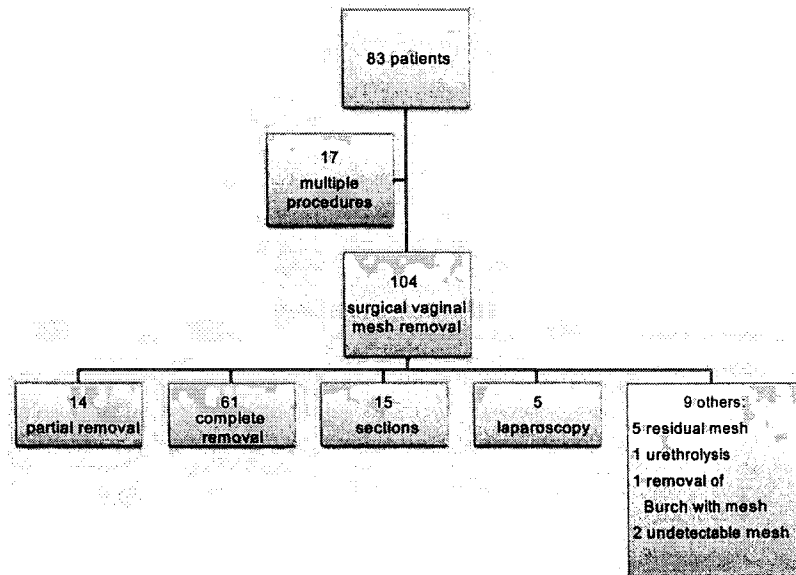 83 patients
17
multiple
procedures
104
surgical vaginal
mesh removal
14
partial removal
61
complete
removal
15
sections
5
laparoscopy
9 others:
5 residual mesh
1 urethrolysis
1 removal of
Burch with mesh
2 undetectable mesh